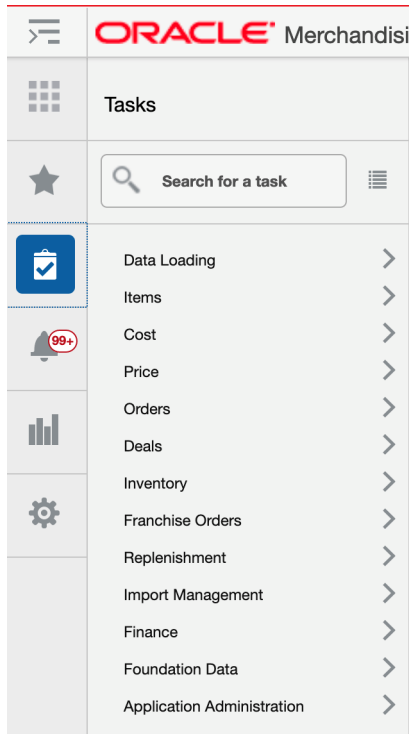 ORACLE Merchandisi
Tasks
Search for a task
Data Loading
Items
Cost
99+
Price
Orders
Deals
Inventory
Franchise Orders
Replenishment
Import Management
Finance
Foundation Data
Application Administration